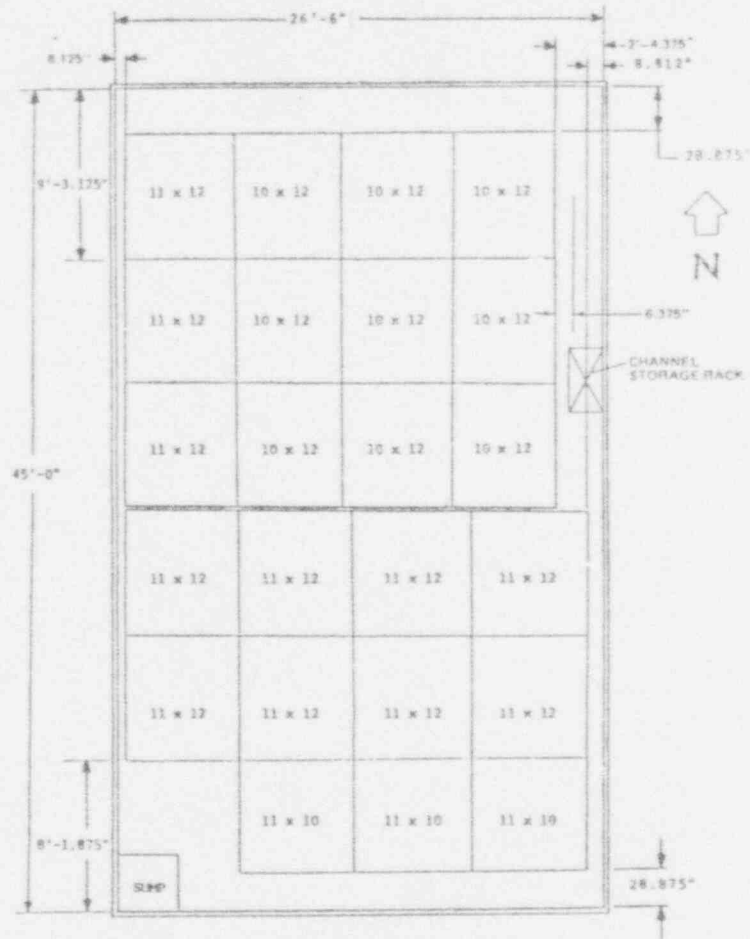 26'-6"
8.125"
2'-4.375"
8.812"
28.875"
9'-3.125"
11 x 12 10 x 12 10 x 12 10 x 12
N
11 x 12 10 x 12 10 x 12 10 x 12
6.375"
CHANNEL
STORAGE RACK
11 x 12 10 x 12 10 x 12 10 x 12
45'-0"
11 x 12 11 x 12 11 x 12 11 x 12
11 x 12 11 x 12 11 x 12 11 x 12
11 x 10 11 x 10 11 x 10
8'-1.875"
SUMP
28.875"